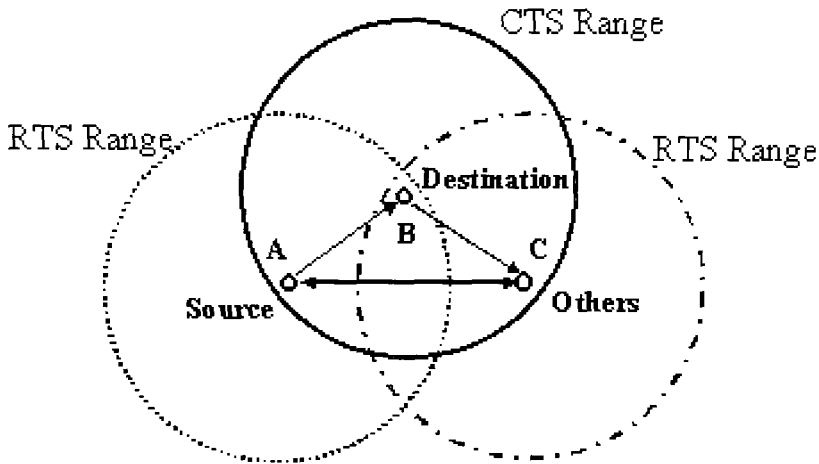 CTS Range
RTS Range
RTS Range
Destination
B
A
C
Source
Others